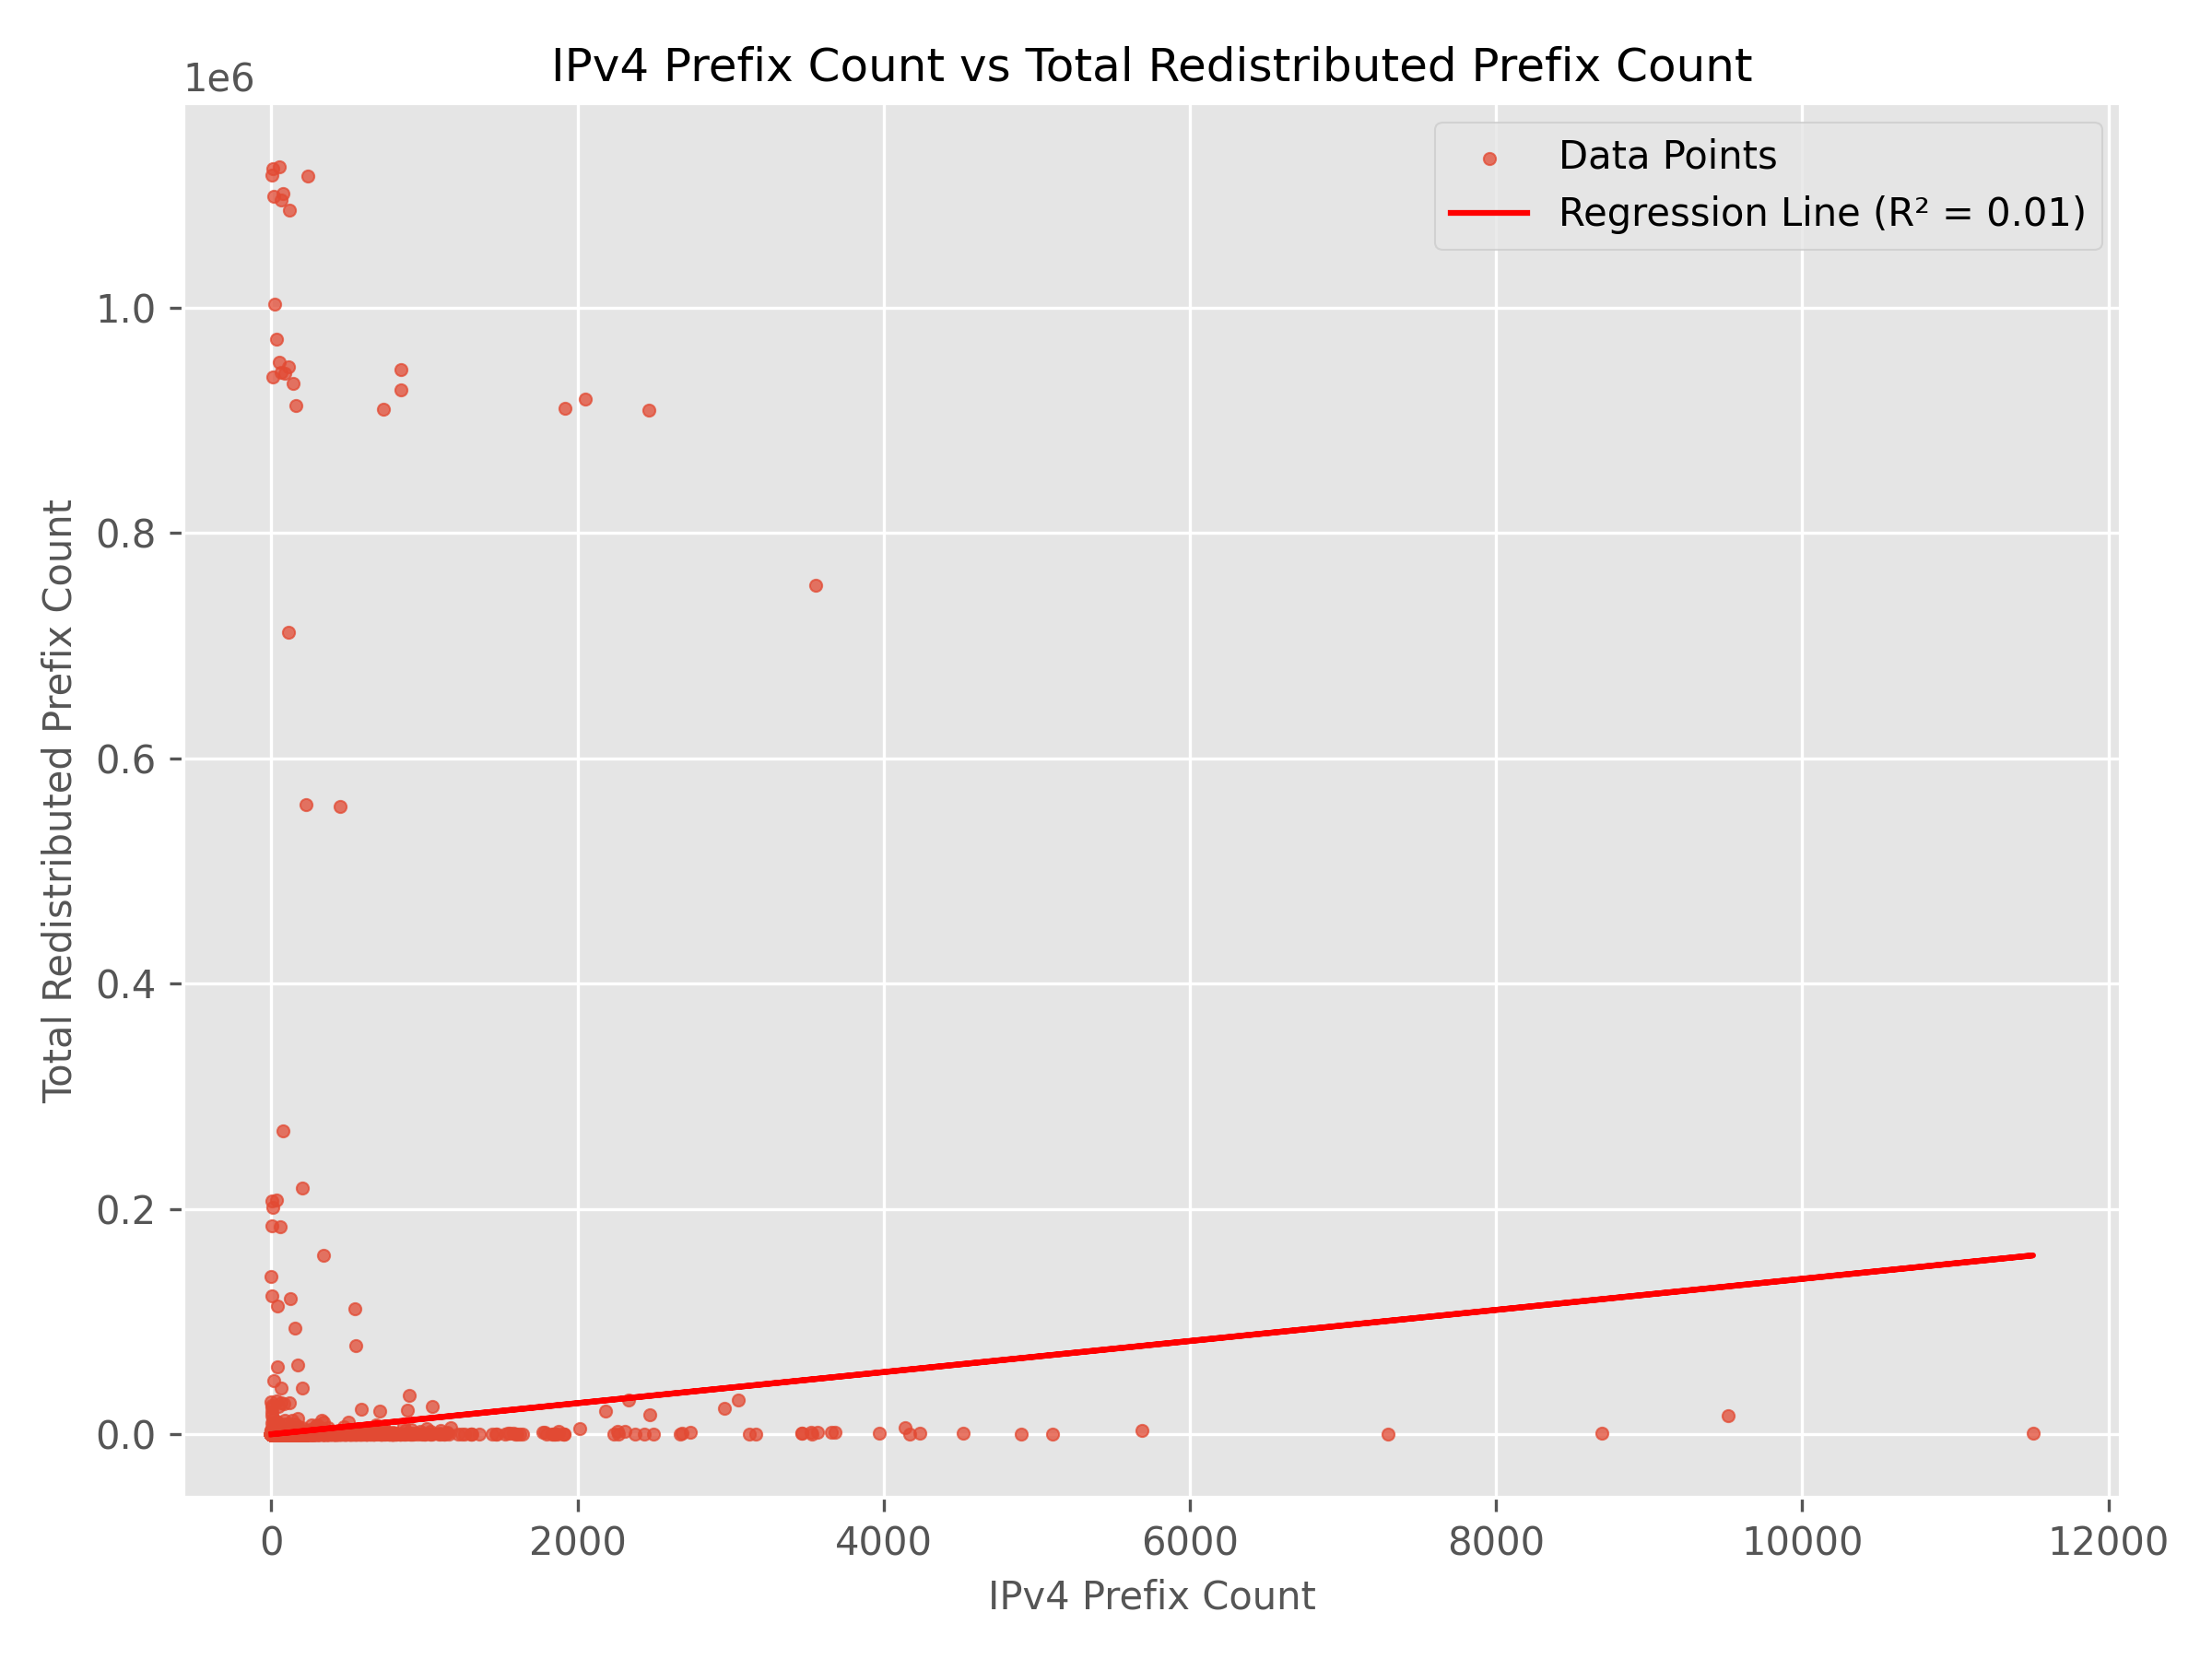 IPv4 Prefix Count vs Total Redistributed Prefix Count
1e6
Data Points
Regression Line (R² = 0.01)
1.0
0.8
0.6
0.4
0.2
0.0
Total Redistributed Prefix Count
0 2000 4000 6000 8000 10000 12000
IPv4 Prefix Count